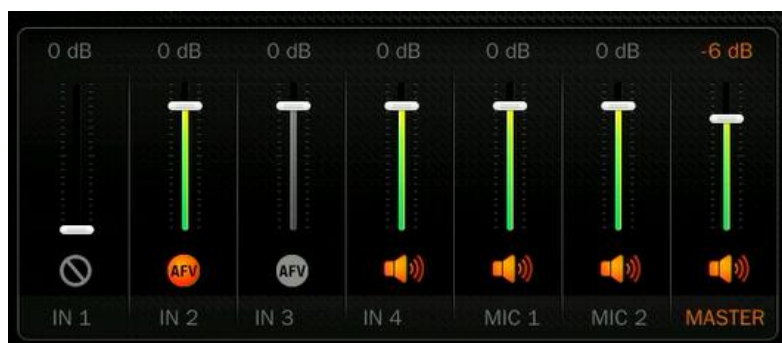 0 dB 0 dB 0 dB 0 dB 0 dB 0 dB -6 dB
AFV AFV
IN 1 IN 2 IN 3 IN 4 MIC 1 MIC 2 MASTER